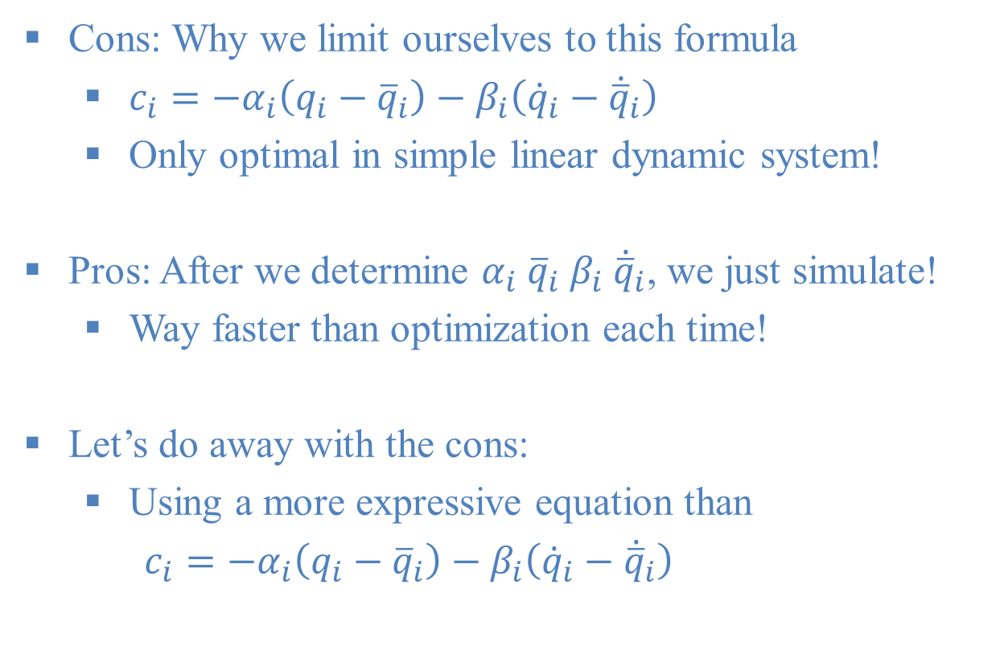 ▪ Cons: Why we limit ourselves to this formula
▪ $c_i = -\alpha_i(q_i - \bar{q}_i) - \beta_i(\dot{q}_i - \dot{\bar{q}}_i)$
▪ Only optimal in simple linear dynamic system!
▪ Pros: After we determine $\alpha_i\ \bar{q}_i\ \beta_i\ \dot{\bar{q}}_i$, we just simulate!
▪ Way faster than optimization each time!
▪ Let’s do away with the cons:
▪ Using a more expressive equation than
$c_i = -\alpha_i(q_i - \bar{q}_i) - \beta_i(\dot{q}_i - \dot{\bar{q}}_i)$